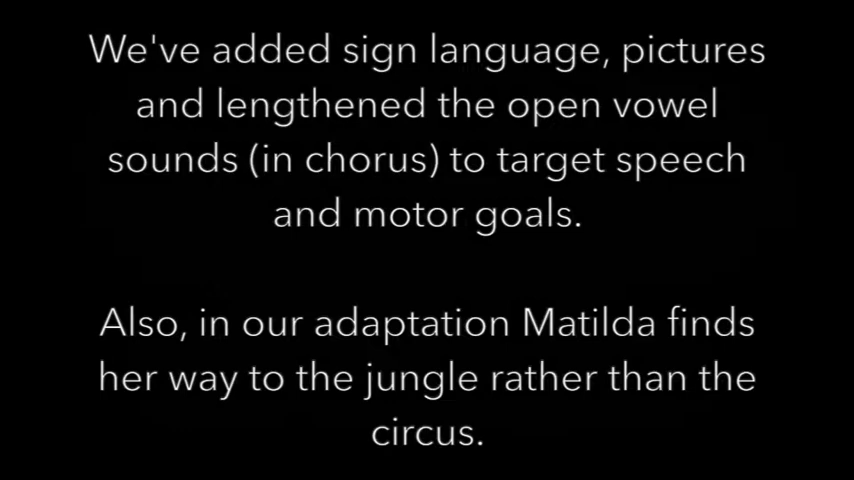 We've added sign language, pictures
and lengthened the open vowel
sounds (in chorus) to target speech
and motor goals.
Also, in our adaptation Matilda finds
her way to the jungle rather than the
circus.